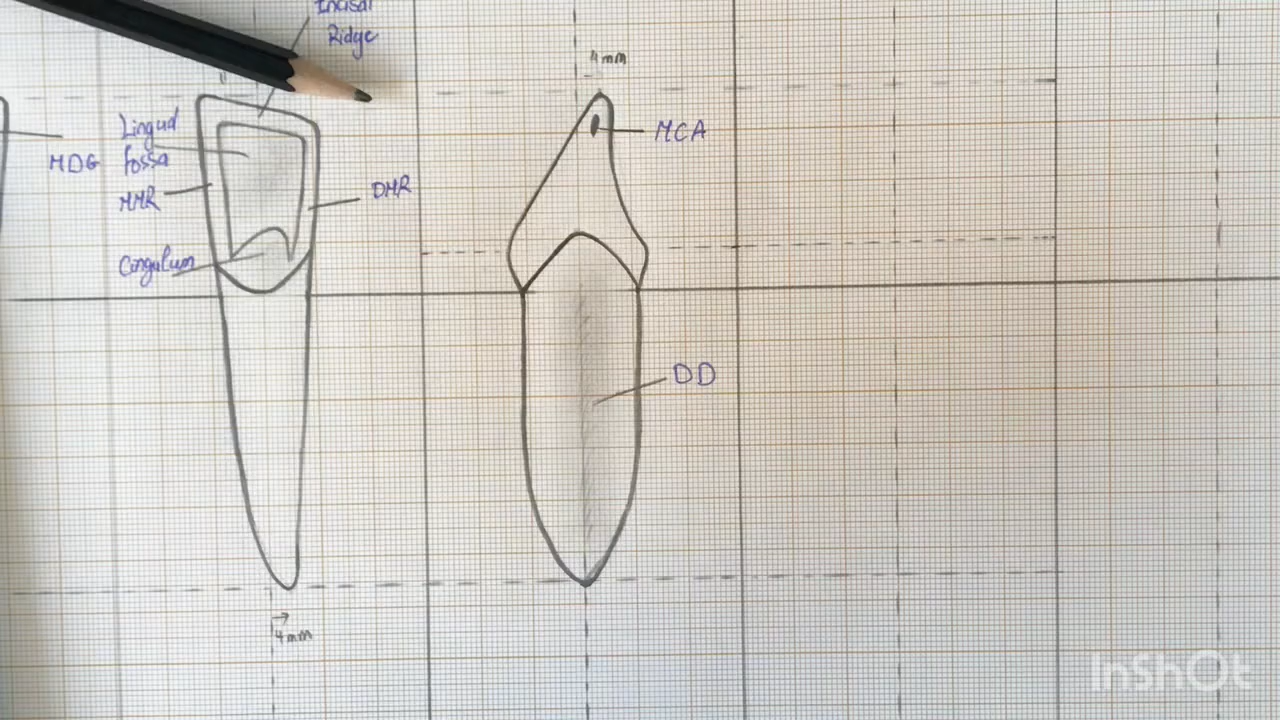 Incisal
Ridge
4mm
Lingual
fossa
MDG
MMR
DMR
Cingulum
MCA
DD
4mm
InShOt